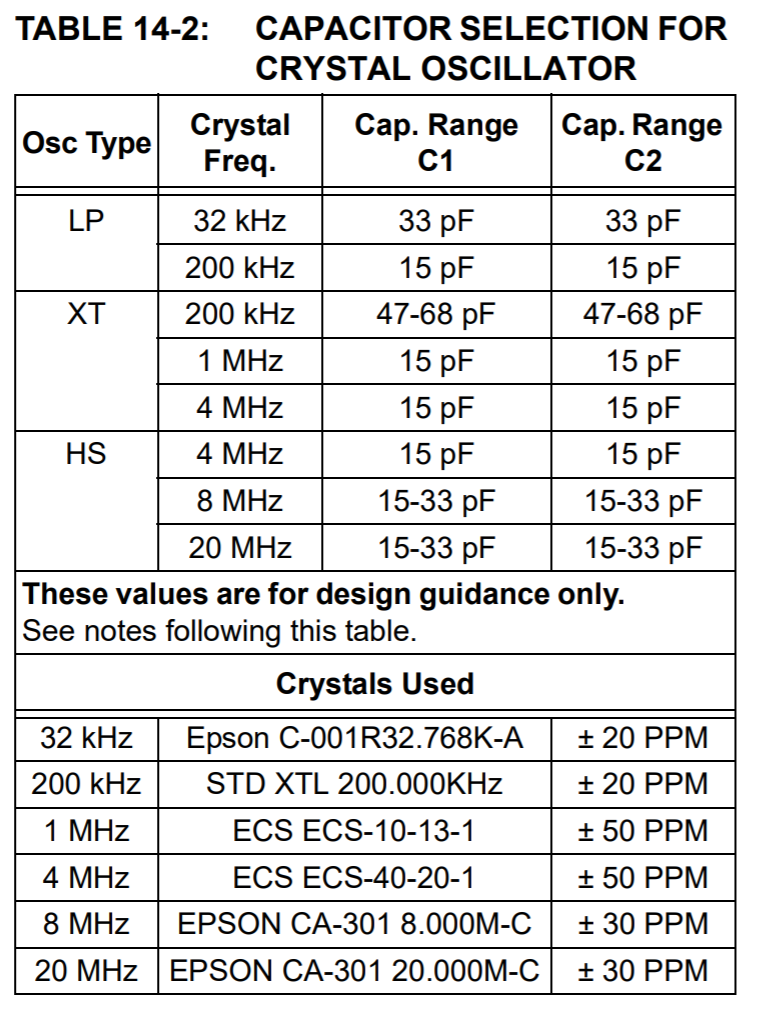 TABLE 14-2: CAPACITOR SELECTION FOR
CRYSTAL OSCILLATOR
Osc Type Crystal Freq. Cap. Range C1 Cap. Range C2
LP 32 kHz 33 pF 33 pF
200 kHz 15 pF 15 pF
XT 200 kHz 47-68 pF 47-68 pF
1 MHz 15 pF 15 pF
4 MHz 15 pF 15 pF
HS 4 MHz 15 pF 15 pF
8 MHz 15-33 pF 15-33 pF
20 MHz 15-33 pF 15-33 pF
These values are for design guidance only.
See notes following this table.
Crystals Used
32 kHz Epson C-001R32.768K-A ± 20 PPM
200 kHz STD XTL 200.000KHz ± 20 PPM
1 MHz ECS ECS-10-13-1 ± 50 PPM
4 MHz ECS ECS-40-20-1 ± 50 PPM
8 MHz EPSON CA-301 8.000M-C ± 30 PPM
20 MHz EPSON CA-301 20.000M-C ± 30 PPM